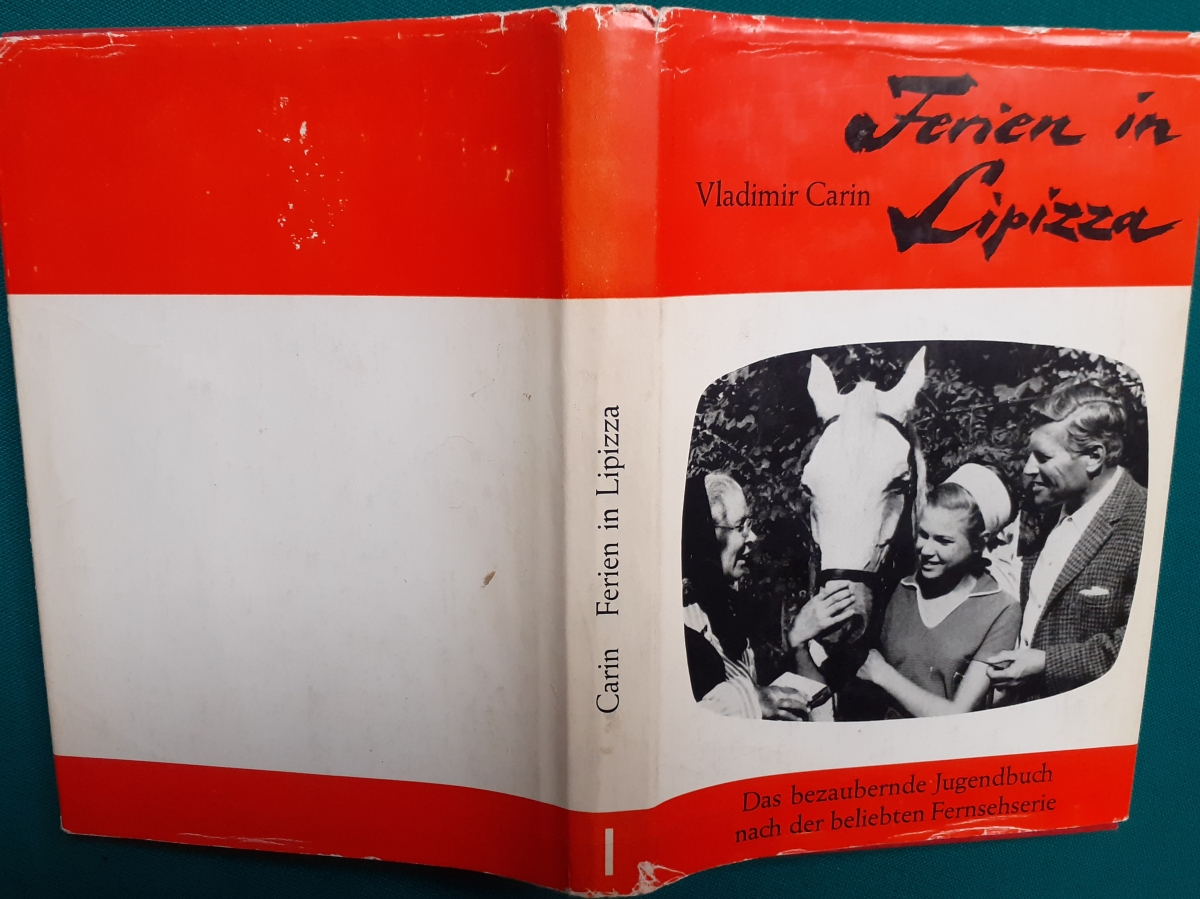 Carin Ferien in Lipizza
Vladimir Carin
Ferien in
Lipizza
Das bezaubernde Jugendbuch
nach der beliebten Fernsehserie